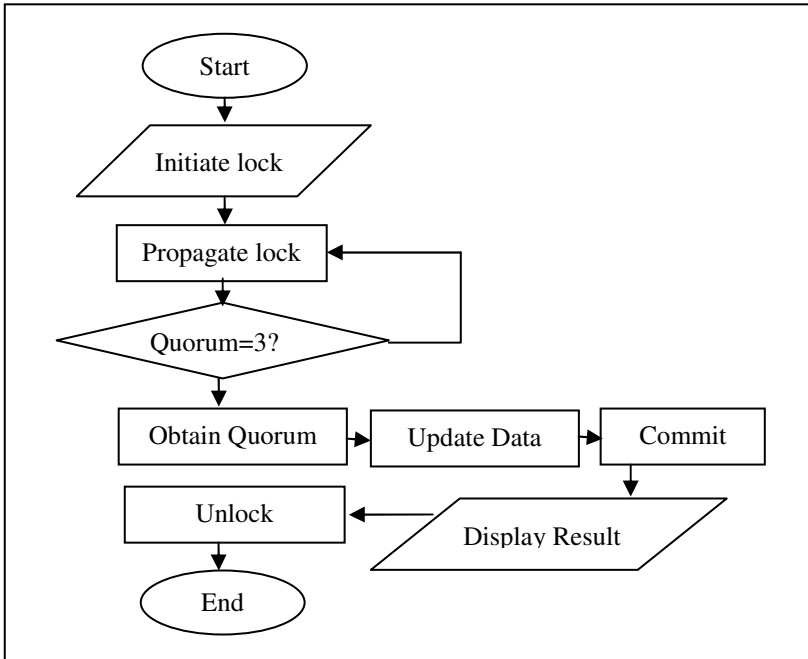 Start
Initiate lock
Propagate lock
Quorum=3?
Obtain Quorum
Update Data
Commit
Display Result
Unlock
End